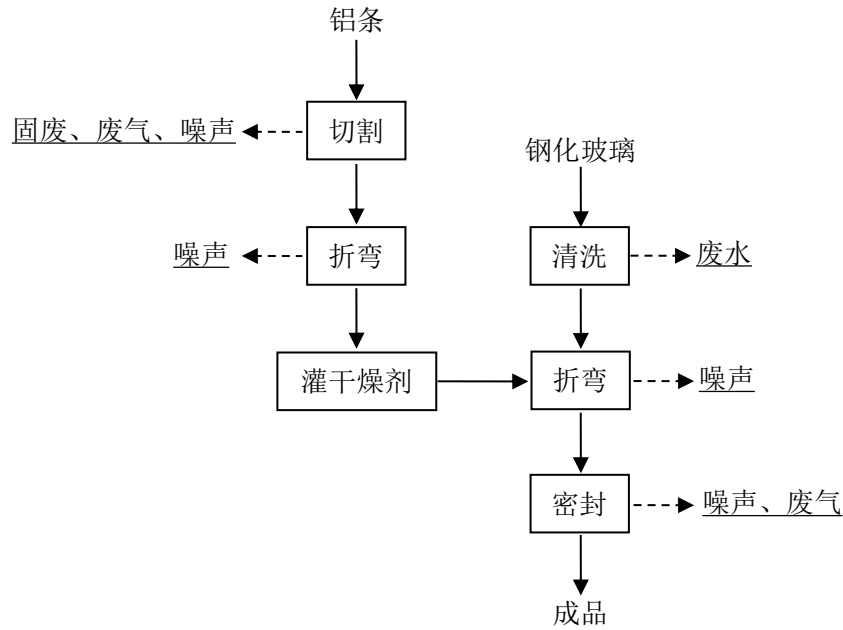 铝条
固废、废气、噪声
切割
钢化玻璃
噪声
折弯
清洗
废水
灌干燥剂
折弯
噪声
密封
噪声、废气
成品